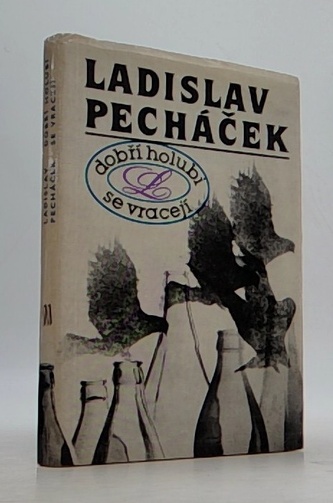 LADISLAV
PECHÁČEK
dobří holubi
L
se vracejí
LADISLAV DOBŘÍ HOLUBI
PECHÁČEK SE VRACEJÍ